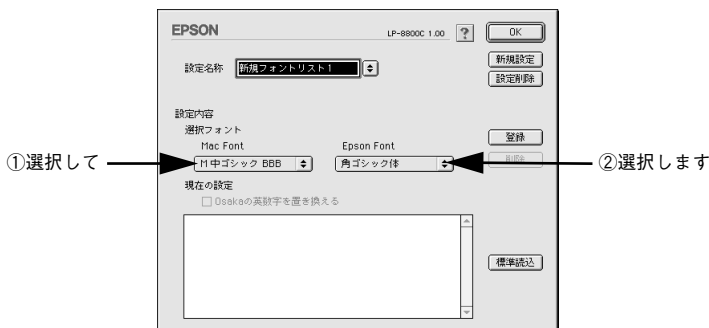 EPSON
LP-8800C 1.00
?
OK
設定名称
新規フォントリスト1
新規設定
設定削除
設定内容
選択フォント
Mac Font
Epson Font
登録
①選択して
M中ゴシック BBB
角ゴシック体
②選択します
削除
現在の設定
Osakaの英数字を置き換える
標準読込